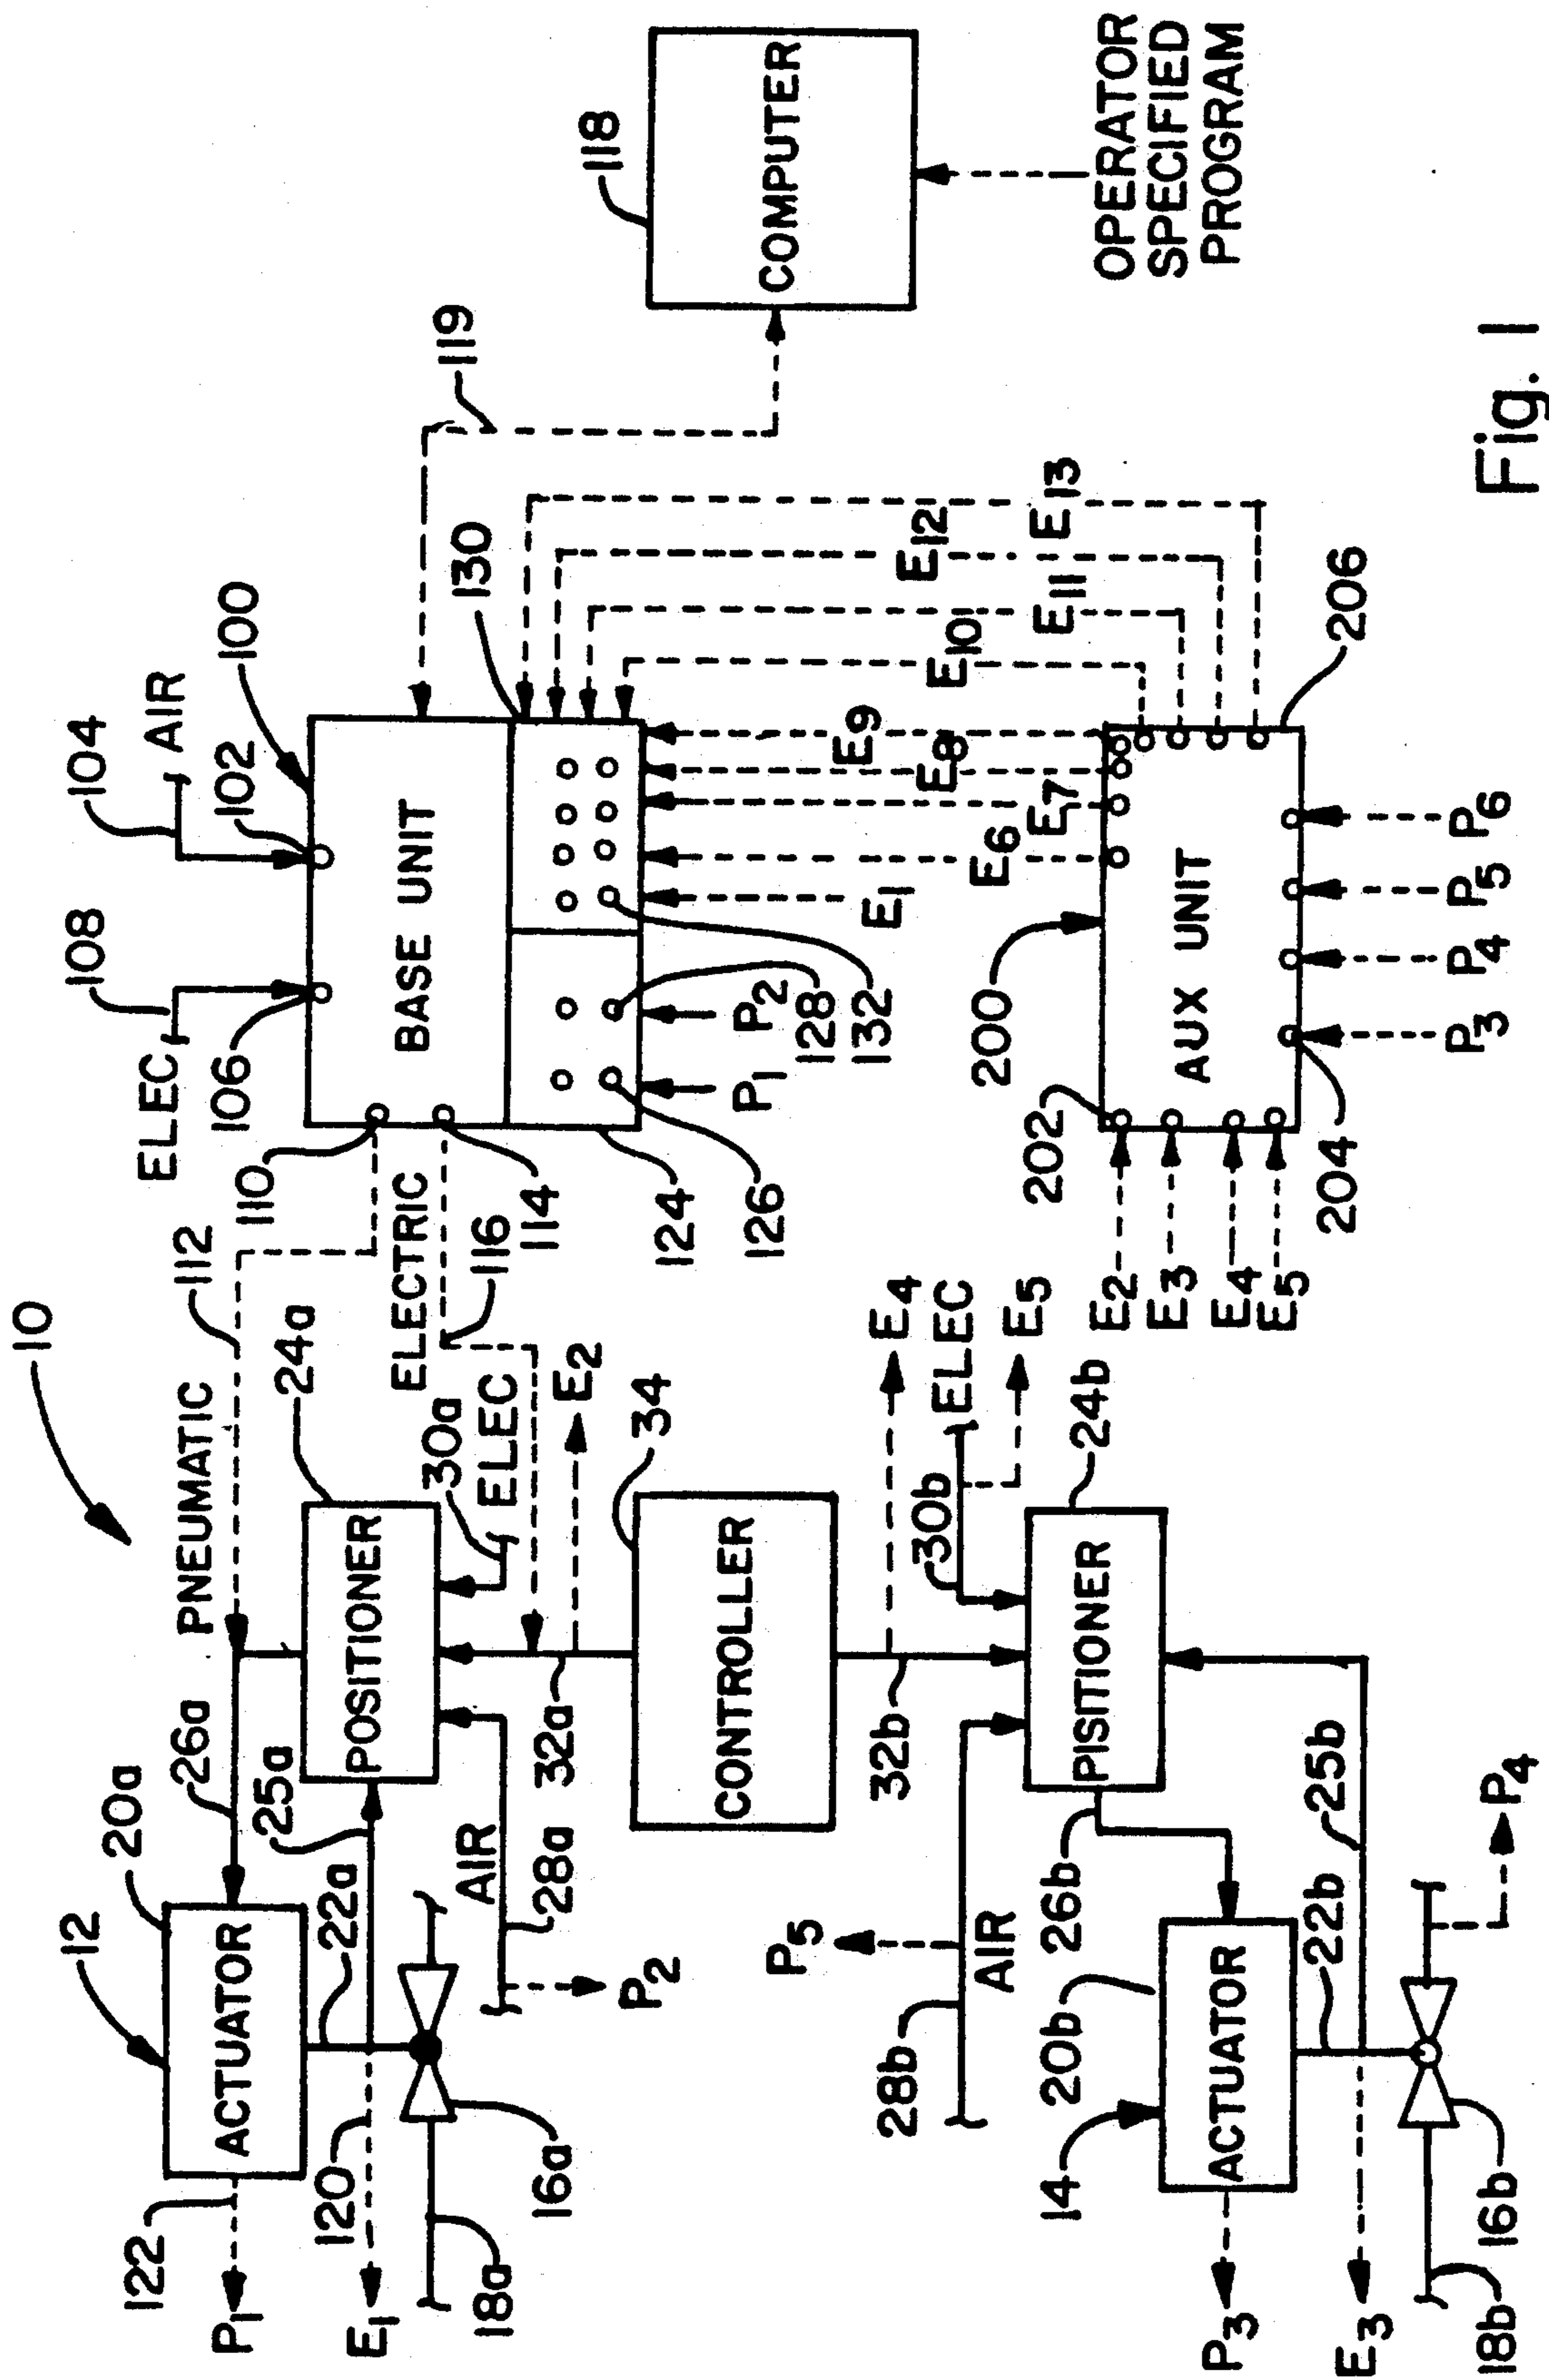 10
12
20a
ACTUATOR
122
P1
120
E1
22a
25a
26a
PNEUMATIC
112
24a
POSITIONER
18a
16a
AIR
28a
P2
32a
30a
ELEC
ELECTRIC
116
E2
34
CONTROLLER
32b
E4
ELEC
30b
E5
24b
PISITIONER
P5
AIR
28b
26b
25b
20b
14
ACTUATOR
22b
P3
E3
18b
16b
P4
ELEC
108
106
104
AIR
102
100
110
114
BASE UNIT
130
124
126
P1
P2
128
132
E1
E6
E7
E8
E9
E10
E11
E12
E13
119
118
COMPUTER
OPERATOR
SPECIFIED
PROGRAM
200
202
AUX UNIT
206
204
E2
E3
E4
E5
P3
P4
P5
P6
Fig. 1